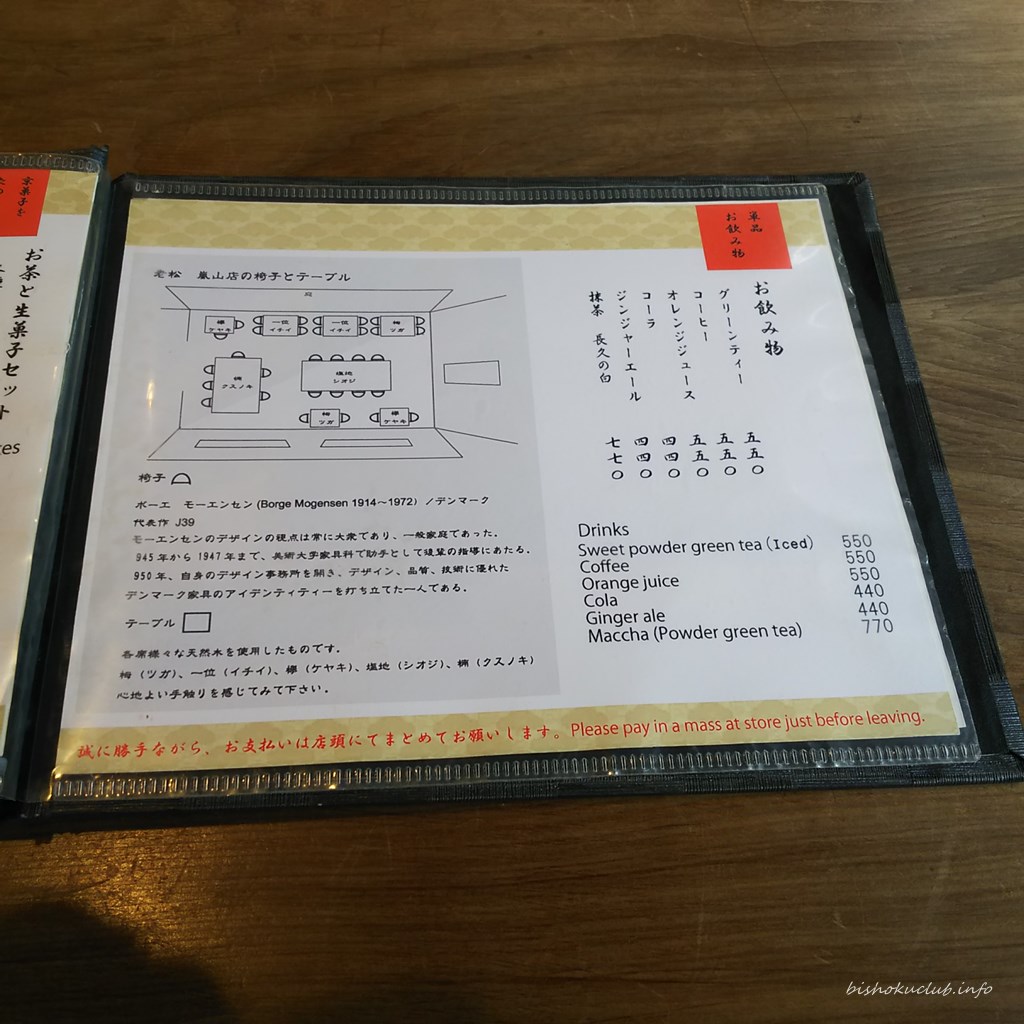 京菓子を
お茶と生菓子セット
単品
お飲み物
老松 嵐山店の椅子とテーブル
庭
欅 ケヤキ
一位 イチイ
一位 イチイ
栂 ツガ
楠 クスノキ
塩地 シオジ
栂 ツガ
欅 ケヤキ
椅子
ボーエ モーエンセン(Borge Mogensen 1914～1972) /デンマーク
代表作 J39
モーエンセンのデザインの視点は常に大衆であり、一般家庭であった。
945年から1947年まで、美術大学家具科で助手として後輩の指導にあたる。
950年、自身のデザイン事務所を開き、デザイン、品質、技術に優れた
デンマーク家具のアイデンティティーを打ち立てた一人である。
テーブル
各席様々な天然木を使用したものです。
栂(ツガ)、一位(イチイ)、欅(ケヤキ)、塩地(シオジ)、楠(クスノキ)
心地よい手触りを感じてみて下さい。
お飲み物
グリーンティー 五五〇
コーヒー 五五〇
オレンジジュース 五五〇
コーラ 四四〇
ジンジャーエール 四四〇
抹茶 長久の白 七七〇
Drinks
Sweet powder green tea (Iced) 550
Coffee 550
Orange juice 550
Cola 440
Ginger ale 440
Maccha (Powder green tea) 770
誠に勝手ながら、お支払いは店頭にてまとめてお願いします。Please pay in a mass at store just before leaving.
bishokuclub.info